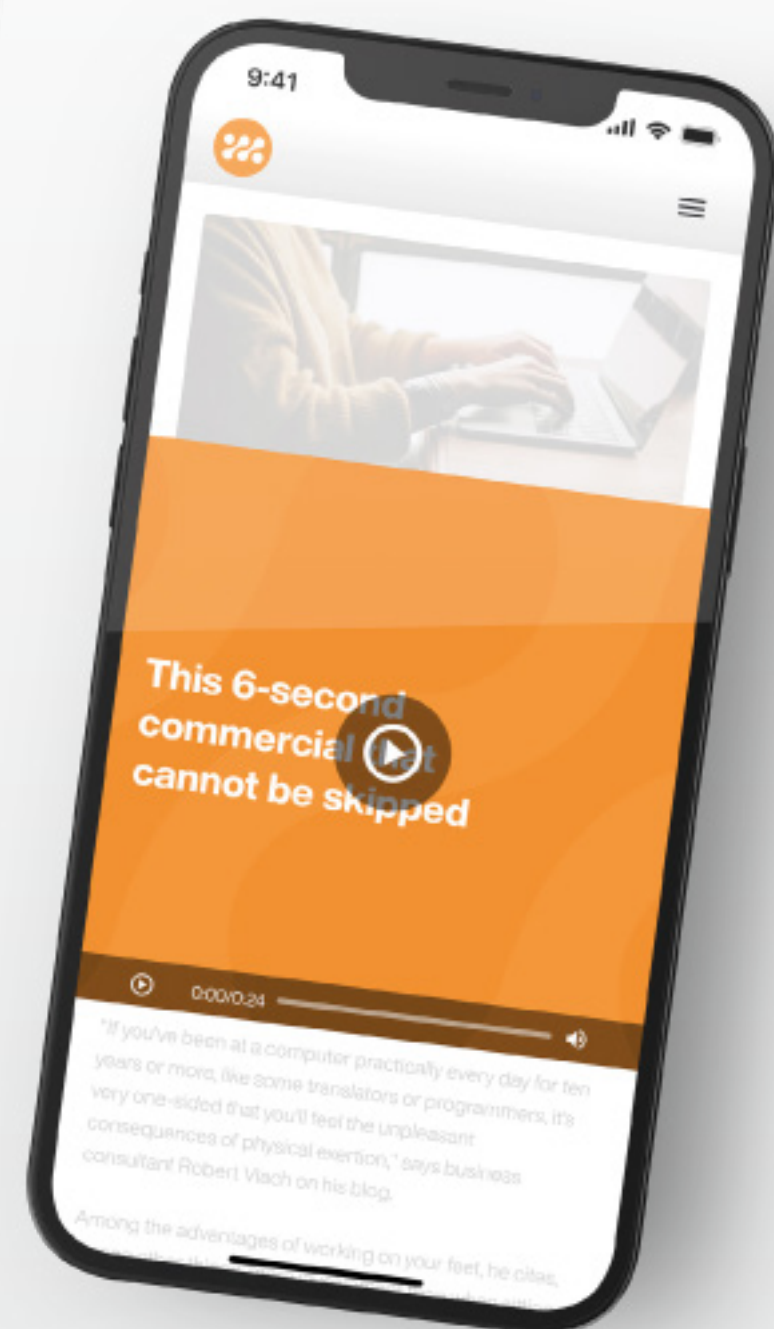 9:41
This 6-second
commercial that
cannot be skipped
0:00/0.24
"If you've been at a computer practically every day for ten
years or more, like some translators or programmers, it's
very one-sided that you'll feel the unpleasant
consequences of physical exertion," says business
consultant Robert Vlach on his blog.
Among the advantages of working on your feet, he cites,